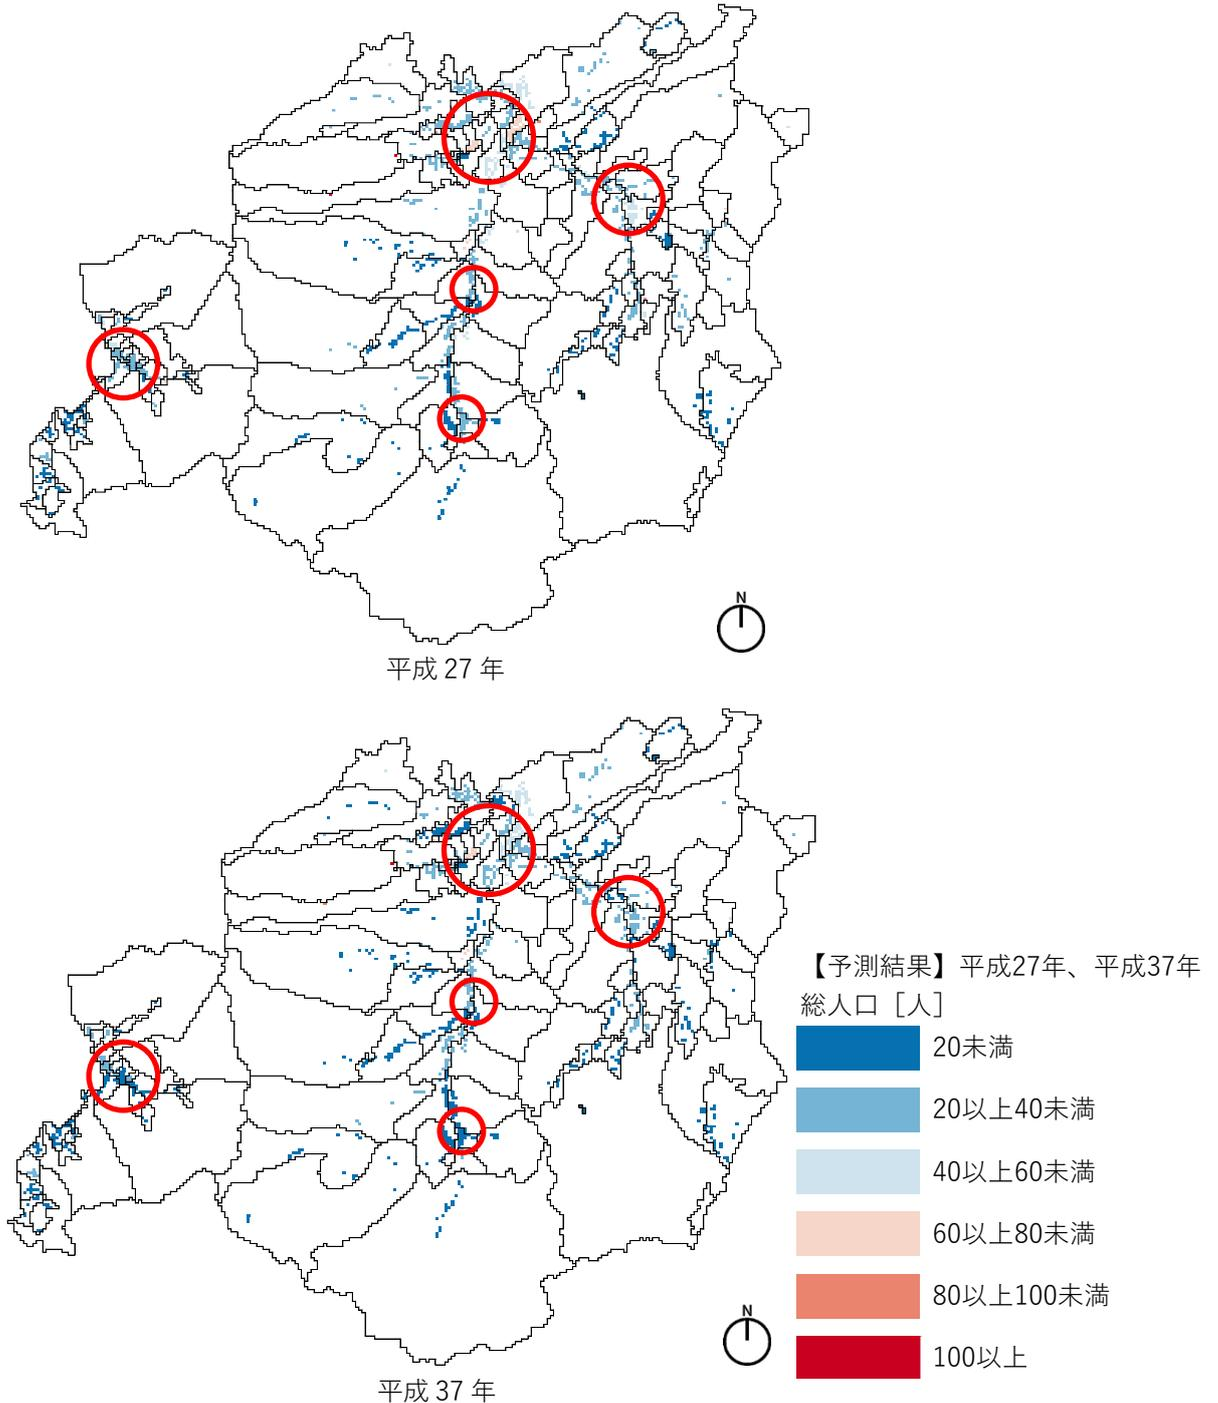 N
平成 27 年
【予測結果】平成27年、平成37年
総人口［人］
20未満
20以上40未満
40以上60未満
60以上80未満
80以上100未満
100以上
N
平成 37 年